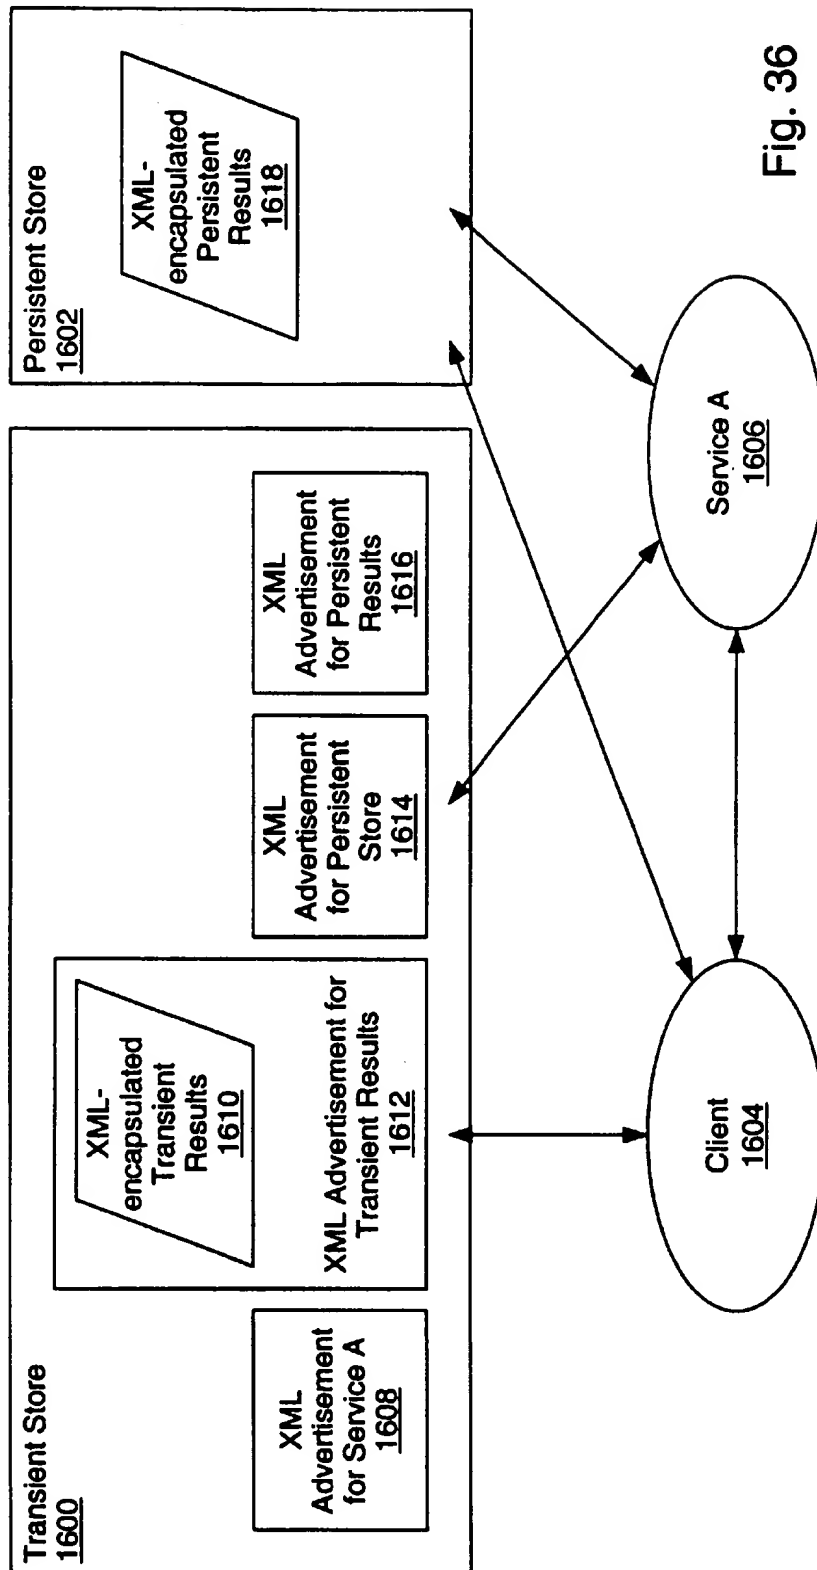 Transient Store
1600
XML
Advertisement
for Service A
1608
XML-
encapsulated
Transient
Results
1610
XML Advertisement for
Transient Results
1612
XML
Advertisement
for Persistent
Store
1614
XML
Advertisement
for Persistent
Results
1616
Persistent Store
1602
XML-
encapsulated
Persistent
Results
1618
Client
1604
Service A
1606
Fig. 36